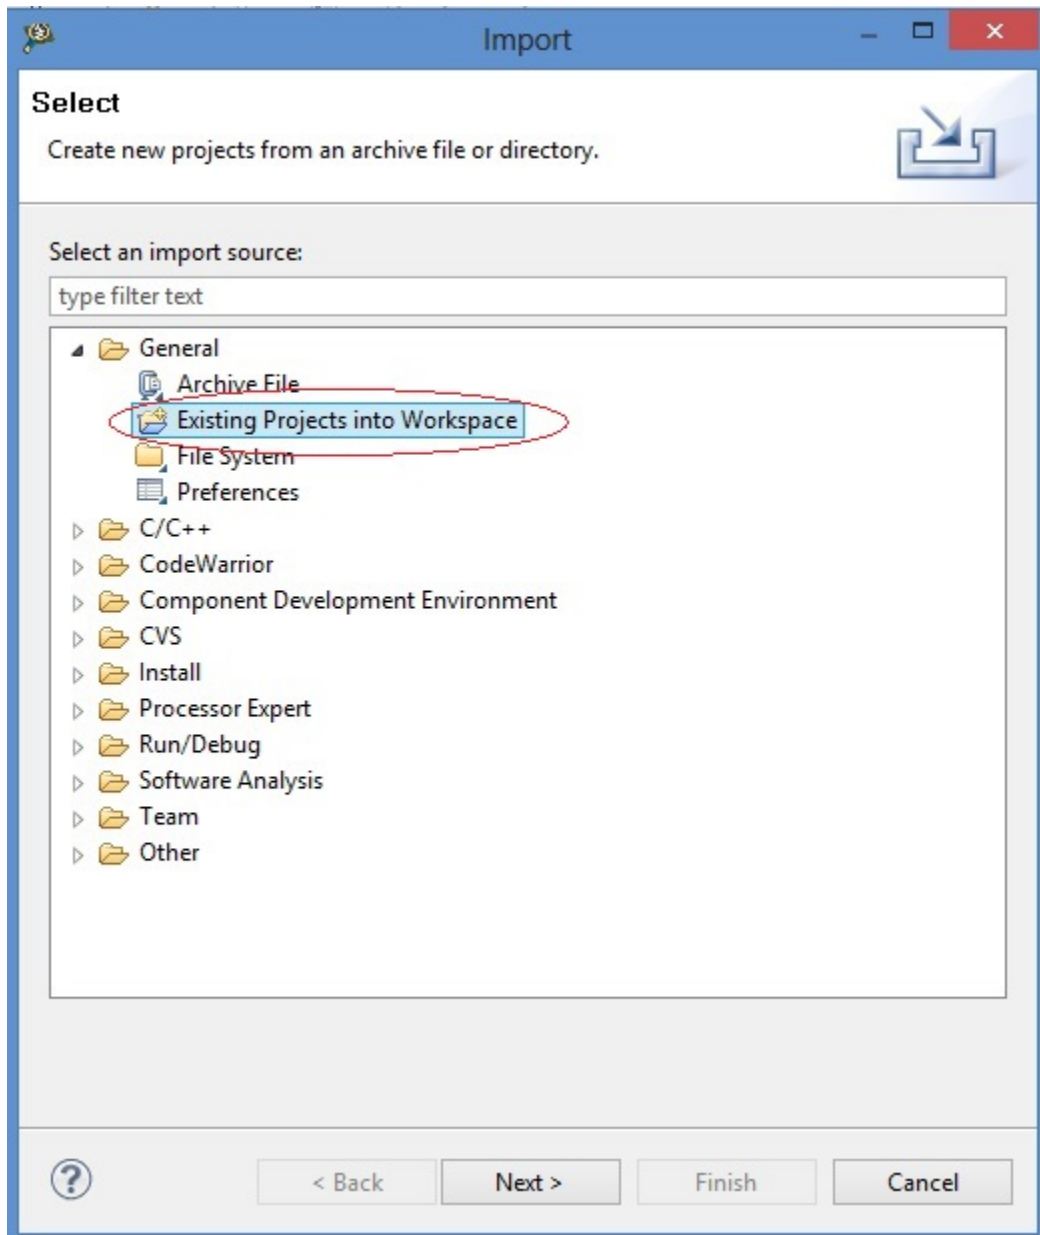 Import
Select
Create new projects from an archive file or directory.
Select an import source:
type filter text
General
Archive File
Existing Projects into Workspace
File System
Preferences
C/C++
CodeWarrior
Component Development Environment
CVS
Install
Processor Expert
Run/Debug
Software Analysis
Team
Other
? < Back Next > Finish Cancel